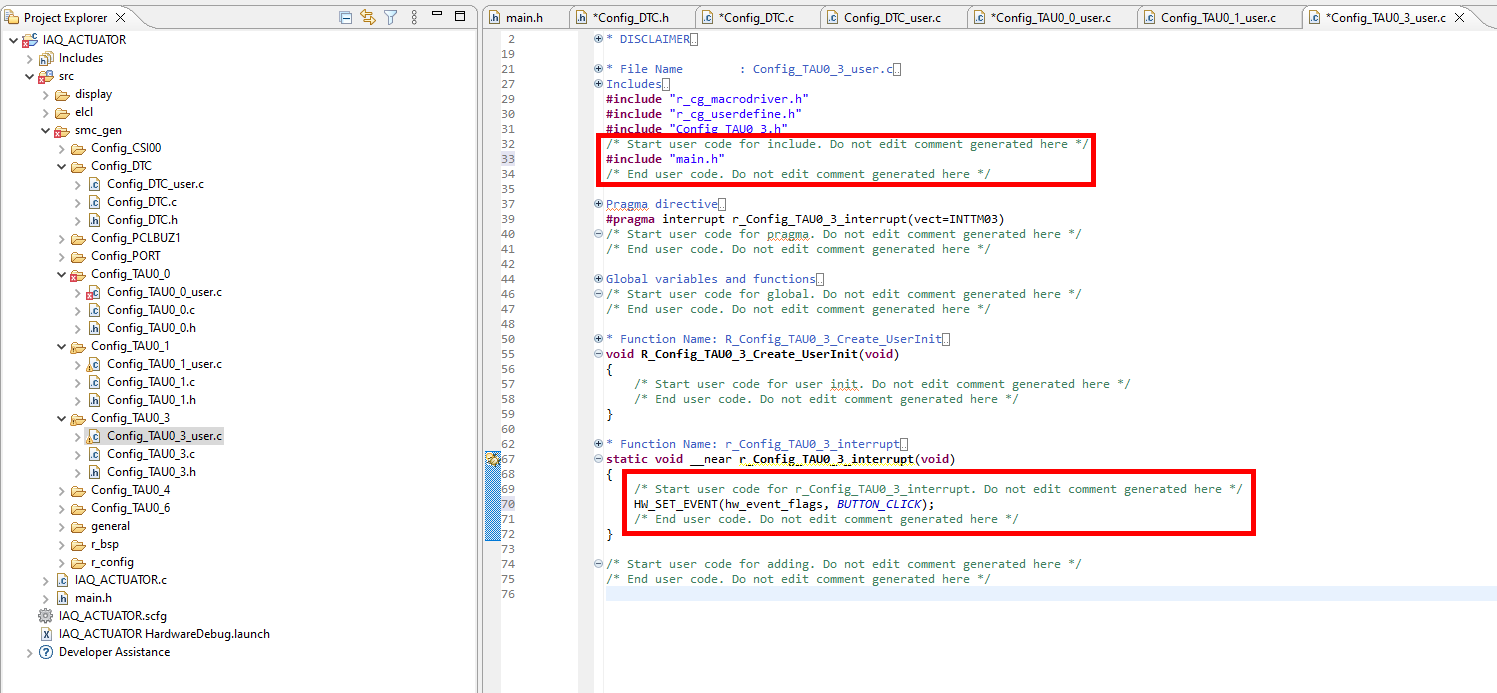 Project Explorer
IAQ_ACTUATOR
Includes
src
display
elcl
smc_gen
Config_CSI00
Config_DTC
Config_DTC_user.c
Config_DTC.c
Config_DTC.h
Config_PCLBUZ1
Config_PORT
Config_TAU0_0
Config_TAU0_0_user.c
Config_TAU0_0.c
Config_TAU0_0.h
Config_TAU0_1
Config_TAU0_1_user.c
Config_TAU0_1.c
Config_TAU0_1.h
Config_TAU0_3
Config_TAU0_3_user.c
Config_TAU0_3.c
Config_TAU0_3.h
Config_TAU0_4
Config_TAU0_6
general
r_bsp
r_config
IAQ_ACTUATOR.c
main.h
IAQ_ACTUATOR.scfg
IAQ_ACTUATOR HardwareDebug.launch
Developer Assistance
main.h *Config_DTC.h *Config_DTC.c Config_DTC_user.c *Config_TAU0_0_user.c Config_TAU0_1_user.c *Config_TAU0_3_user.c
2 * DISCLAIMER
19
21 * File Name : Config_TAU0_3_user.c
27 Includes
29 #include "r_cg_macrodriver.h"
30 #include "r_cg_userdefine.h"
31 #include "Config_TAU0_3.h"
32 /* Start user code for include. Do not edit comment generated here */
33 #include "main.h"
34 /* End user code. Do not edit comment generated here */
35
37 Pragma directive
39 #pragma interrupt r_Config_TAU0_3_interrupt(vect=INTTM03)
40 /* Start user code for pragma. Do not edit comment generated here */
41 /* End user code. Do not edit comment generated here */
42
44 Global variables and functions
46 /* Start user code for global. Do not edit comment generated here */
47 /* End user code. Do not edit comment generated here */
48
50 * Function Name: R_Config_TAU0_3_Create_UserInit
55 void R_Config_TAU0_3_Create_UserInit(void)
56 {
57 /* Start user code for user init. Do not edit comment generated here */
58 /* End user code. Do not edit comment generated here */
59 }
60
62 * Function Name: r_Config_TAU0_3_interrupt
67 static void __near r_Config_TAU0_3_interrupt(void)
68 {
69 /* Start user code for r_Config_TAU0_3_interrupt. Do not edit comment generated here */
70 HW_SET_EVENT(hw_event_flags, BUTTON_CLICK);
71 /* End user code. Do not edit comment generated here */
72 }
73
74 /* Start user code for adding. Do not edit comment generated here */
75 /* End user code. Do not edit comment generated here */
76